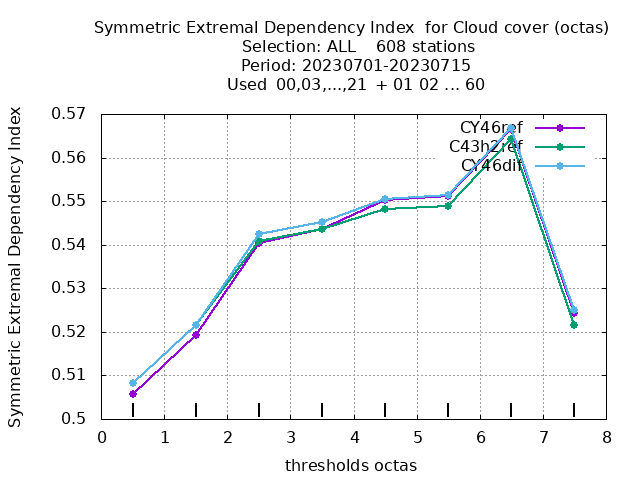 Symmetric Extremal Dependency Index  for Cloud cover (octas)
Selection: ALL    608 stations
Period: 20230701-20230715
Used  00,03,...,21  + 01 02 ... 60
Symmetric Extremal Dependency Index
0.57
0.56
0.55
0.54
0.53
0.52
0.51
0.5
CY46ref
C43h2ref
CY46dif
0 1 2 3 4 5 6 7 8
thresholds octas